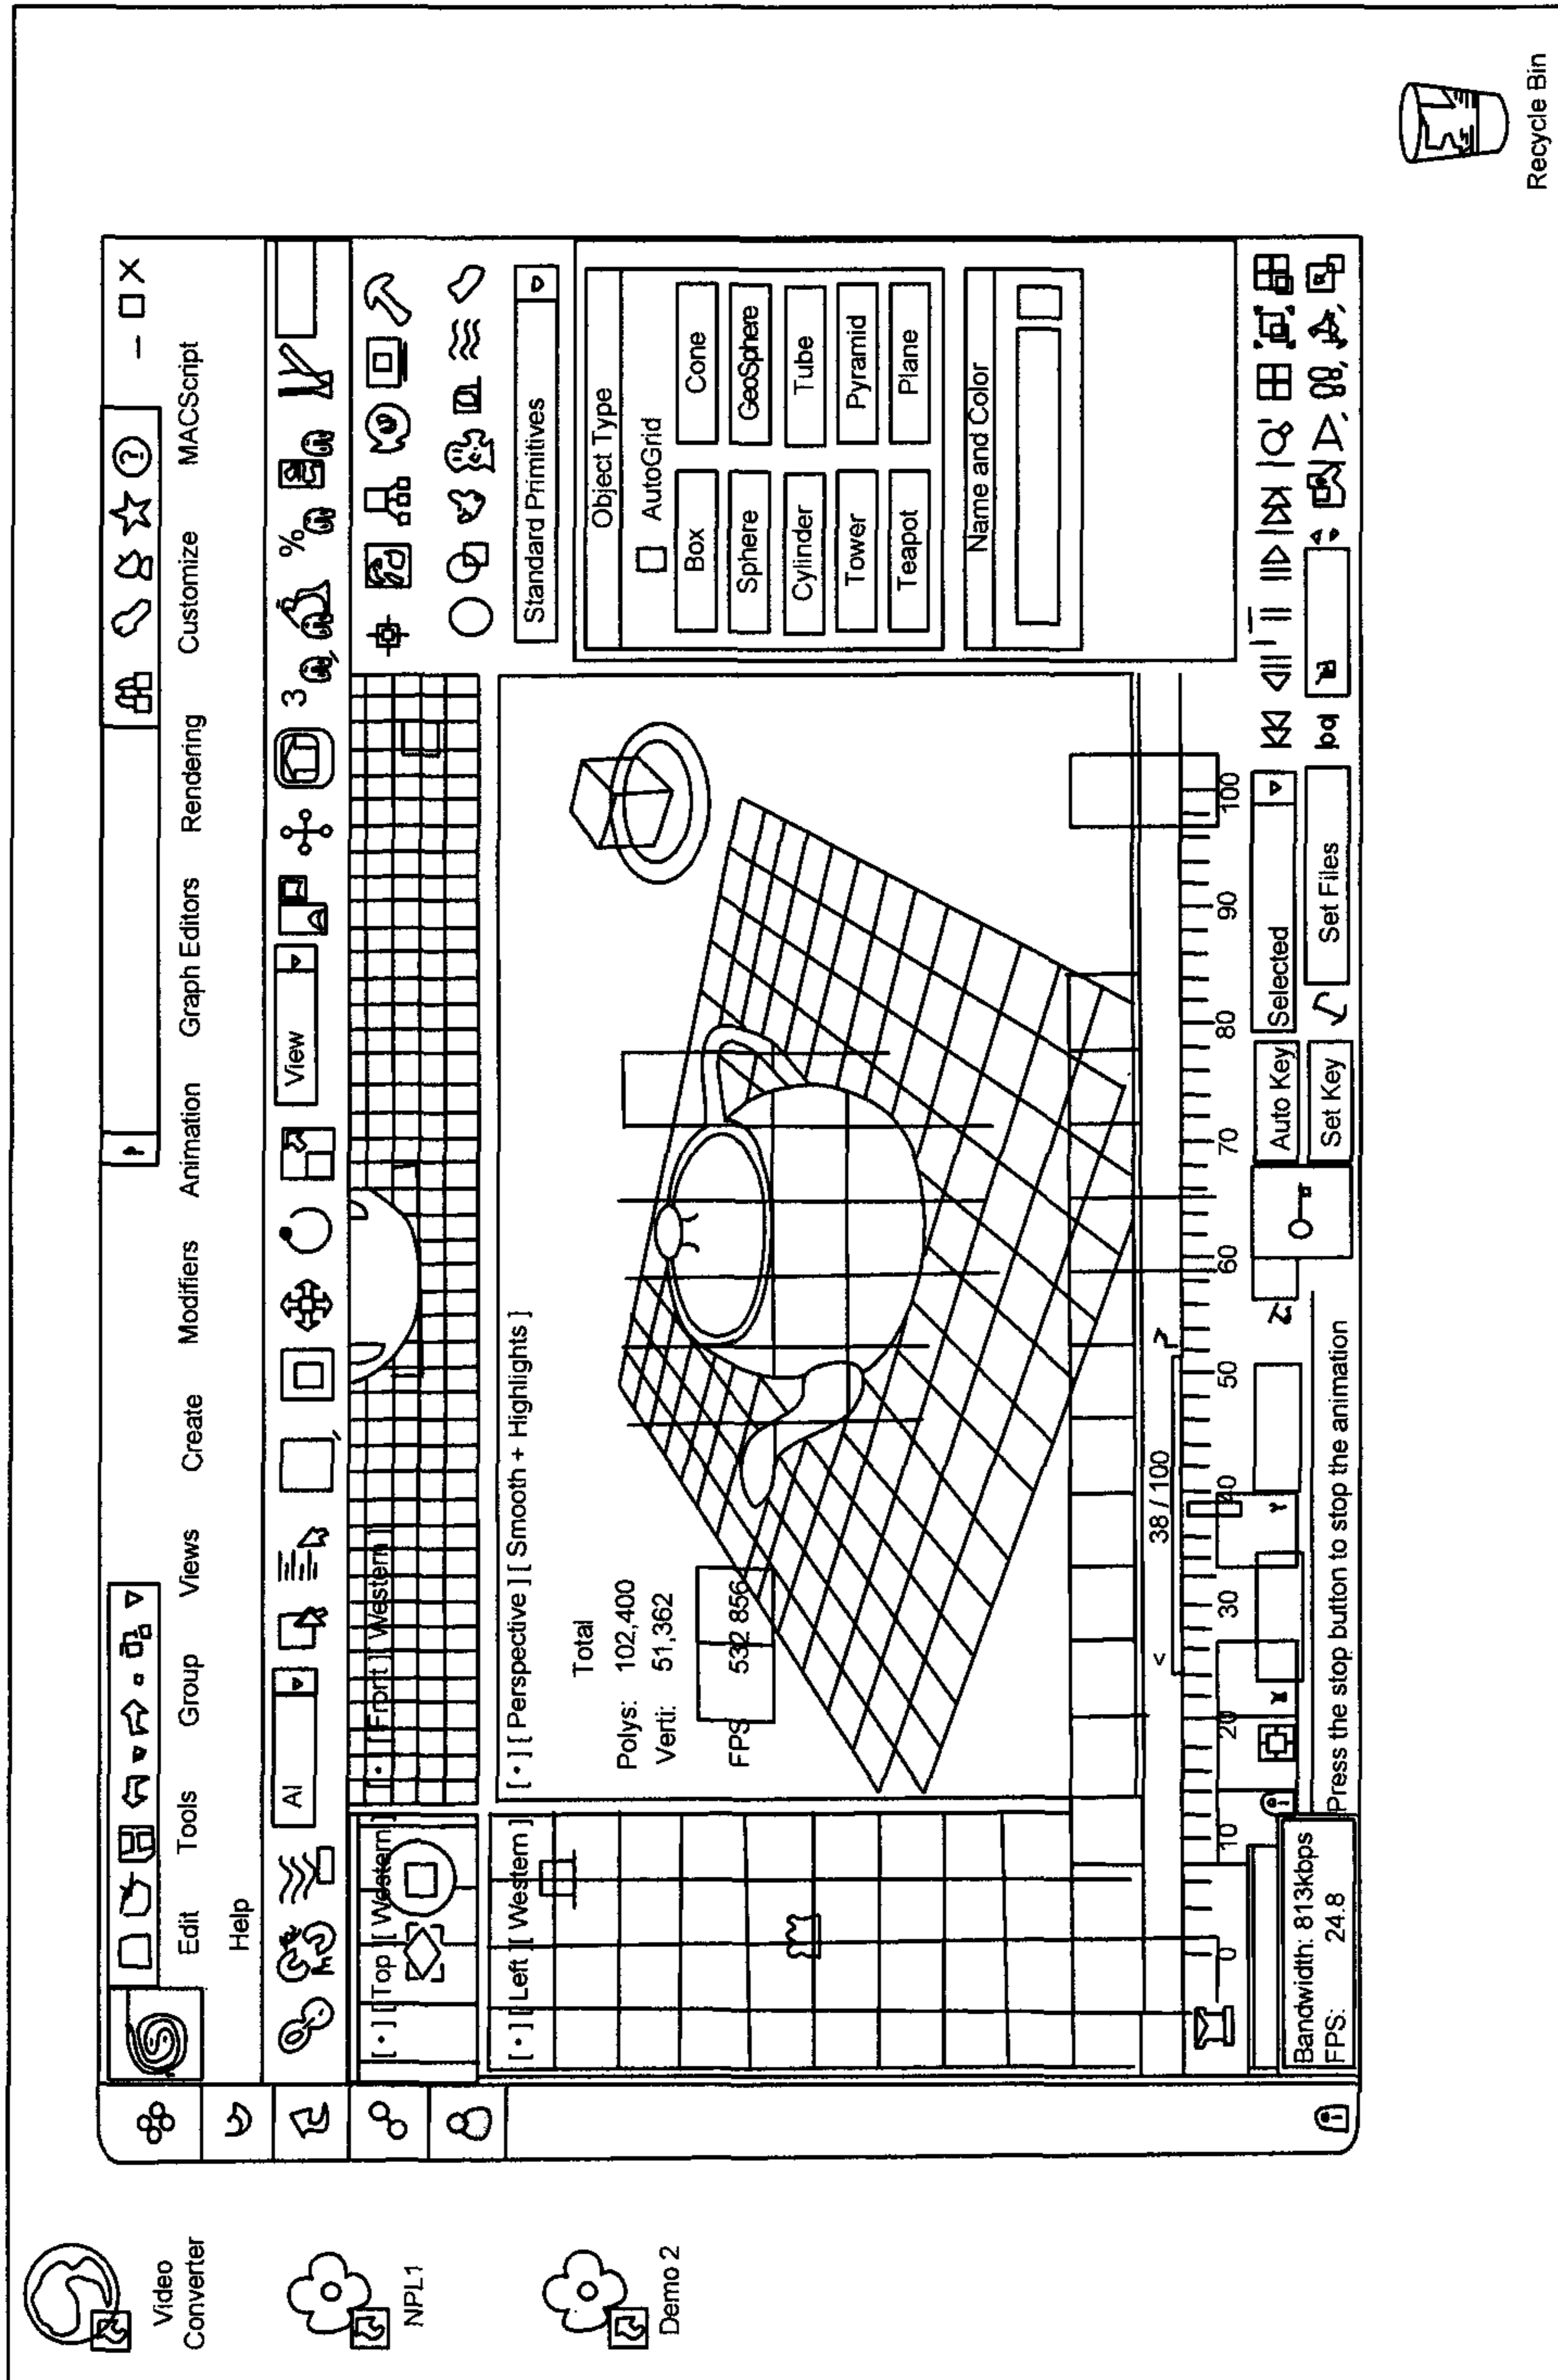 Video
Converter
NPL1
Demo 2
Edit Tools Group Views Create Modifiers Animation Graph Editors Rendering Customize MACScript
Help
Al
View
3
%
?
[ • ] [ Top ] [ Western ]
[ • ] [ Front ] [ Western ]
[ • ] [ Left ] [ Western ]
[ • ] [ Perspective ] [ Smooth + Highlights ]
Total
Polys: 102,400
Verti: 51,362
FPS 532 856
Standard Primitives
Object Type
AutoGrid
Box Cone
Sphere GeoSphere
Cylinder Tube
Tower Pyramid
Teapot Plane
Name and Color
< 38 / 100
0 10 20 30 40 50 60 70 80 90 100
Auto Key Selected
Set Key Set Files
Bandwidth: 813kbps
FPS: 24.8
Press the stop button to stop the animation
Recycle Bin